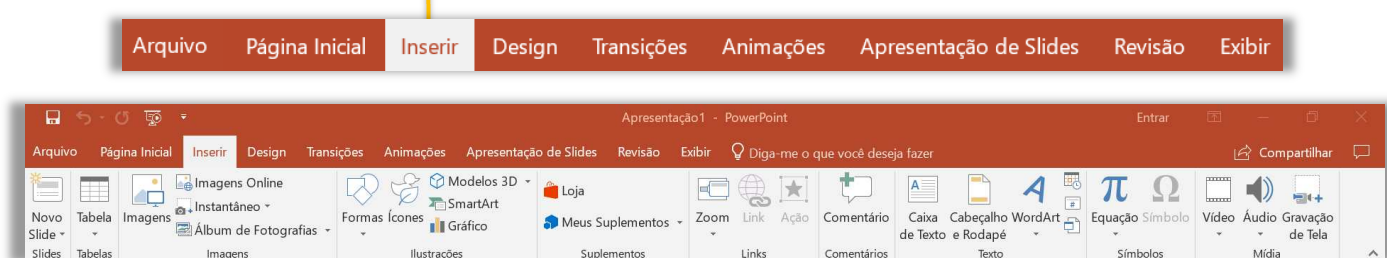 Arquivo Página Inicial Inserir Design Transições Animações Apresentação de Slides Revisão Exibir
Apresentação1 - PowerPoint Entrar
Arquivo Página Inicial Inserir Design Transições Animações Apresentação de Slides Revisão Exibir Diga-me o que você deseja fazer Compartilhar
Novo Slide
Tabela
Imagens
Imagens Online
Instantâneo
Álbum de Fotografias
Formas
Ícones
Modelos 3D
SmartArt
Gráfico
Loja
Meus Suplementos
Zoom
Link
Ação
Comentário
Caixa de Texto
Cabeçalho e Rodapé
WordArt
Equação
Símbolo
Vídeo
Áudio
Gravação de Tela
Slides Tabelas Imagens Ilustrações Suplementos Links Comentários Texto Símbolos Mídia